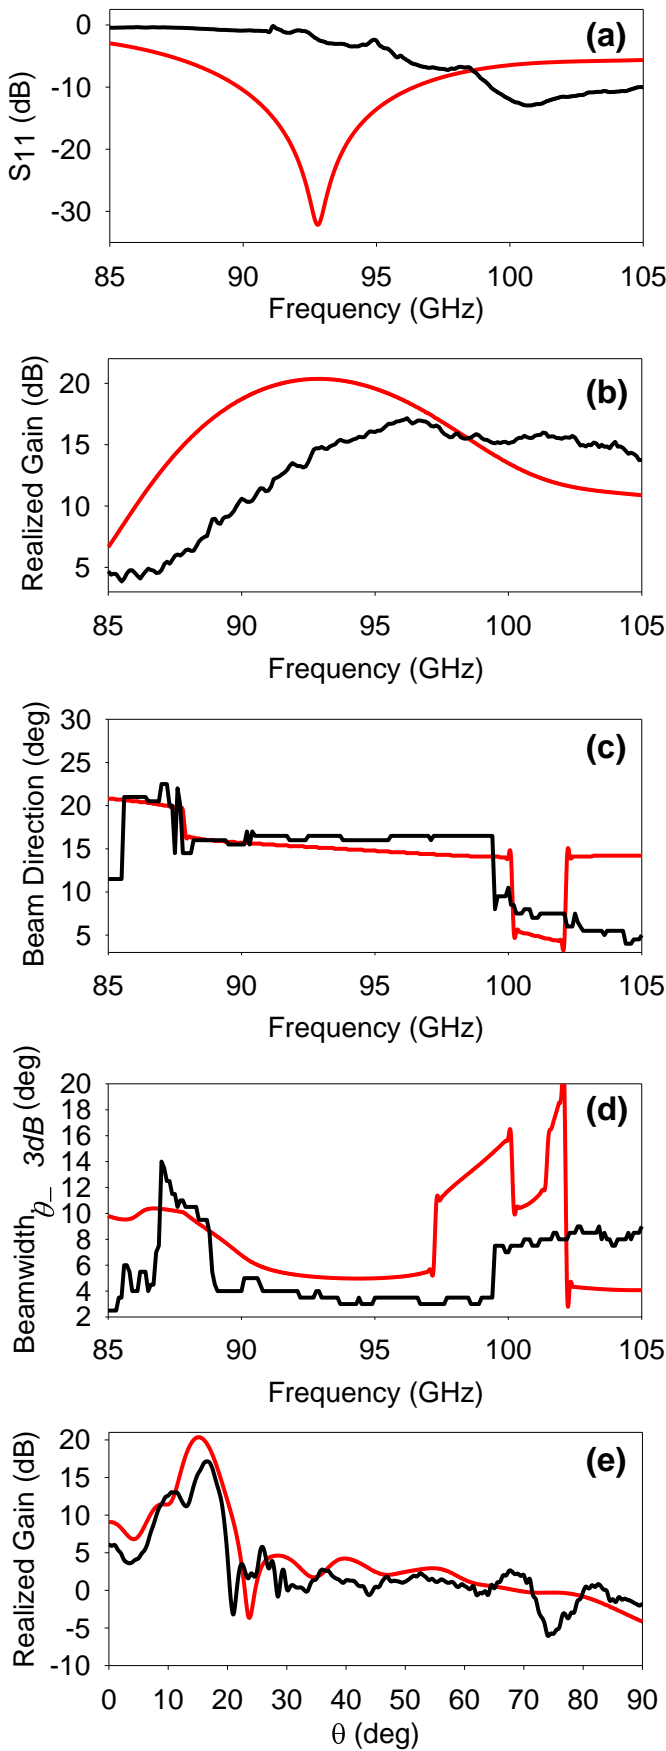 0
-10
-20
-30
S11 (dB)
(a)
85 90 95 100 105
Frequency (GHz)
20
15
10
5
Realized Gain (dB)
(b)
85 90 95 100 105
Frequency (GHz)
30
25
20
15
10
5
Beam Direction (deg)
(c)
85 90 95 100 105
Frequency (GHz)
20
18
16
14
12
10
8
6
4
2
Beamwidth,
θ_ 3dB (deg)
(d)
85 90 95 100 105
Frequency (GHz)
20
15
10
5
0
-5
-10
Realized Gain (dB)
(e)
0 10 20 30 40 50 60 70 80 90
θ (deg)